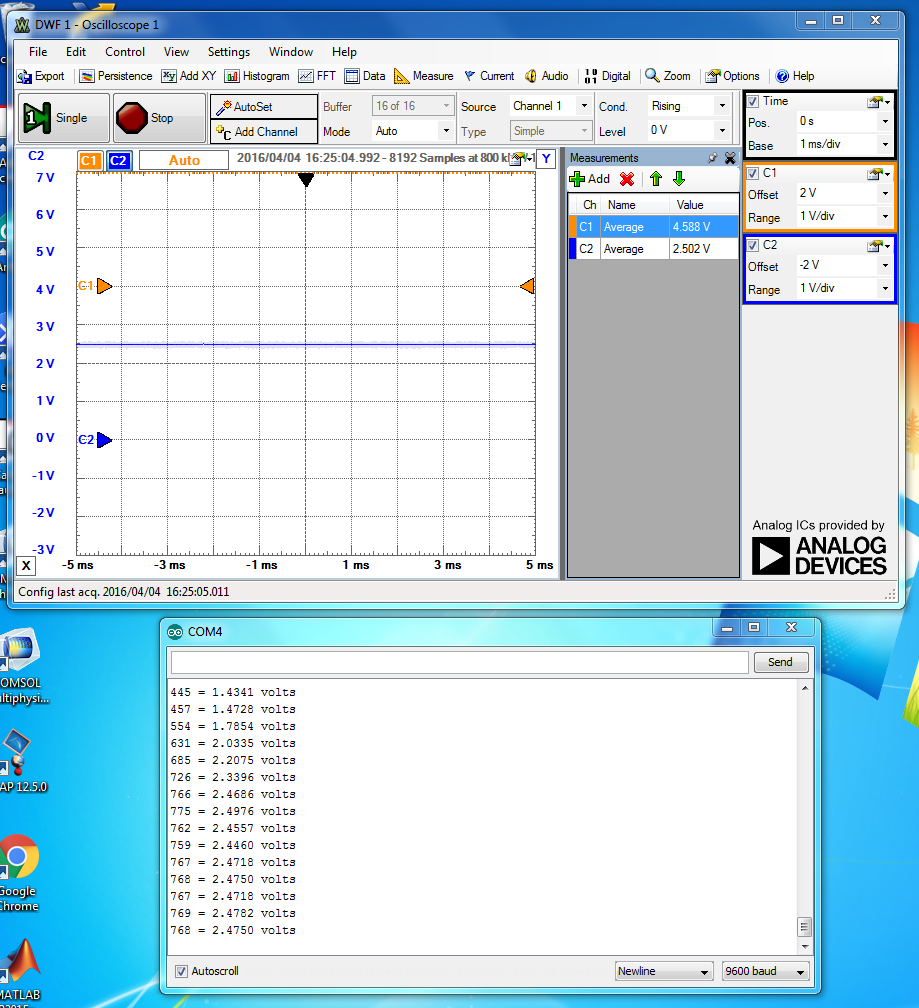 DWF 1 - Oscilloscope 1
File Edit Control View Settings Window Help
Export Persistence Add XY Histogram FFT Data Measure Current Audio Digital Zoom Options Help
Single Stop AutoSet Buffer 16 of 16 Source Channel 1 Cond. Rising
Add Channel Mode Auto Type Simple Level 0 V
Time
Pos. 0 s
Base 1 ms/div
C1
Offset 2 V
Range 1 V/div
C2
Offset -2 V
Range 1 V/div
C2 C1 C2 Auto 2016/04/04 16:25:04.992 - 8192 Samples at 800 Y
7 V
6 V
5 V
4 V
3 V
2 V
1 V
0 V
-1 V
-2 V
-3 V
C1
C2
X -5 ms -3 ms -1 ms 1 ms 3 ms 5 ms
Measurements
Add
Ch Name Value
C1 Average 4.588 V
C2 Average 2.502 V
Analog ICs provided by
ANALOG
DEVICES
Config last acq. 2016/04/04 16:25:05.011
COM4
Send
445 = 1.4341 volts
457 = 1.4728 volts
554 = 1.7854 volts
631 = 2.0335 volts
685 = 2.2075 volts
726 = 2.3396 volts
766 = 2.4686 volts
775 = 2.4976 volts
762 = 2.4557 volts
759 = 2.4460 volts
767 = 2.4718 volts
768 = 2.4750 volts
767 = 2.4718 volts
769 = 2.4782 volts
768 = 2.4750 volts
Autoscroll Newline 9600 baud
OMSOL
ltiphysi...
AP 12.5.0
Google
Chrome
MATLAB